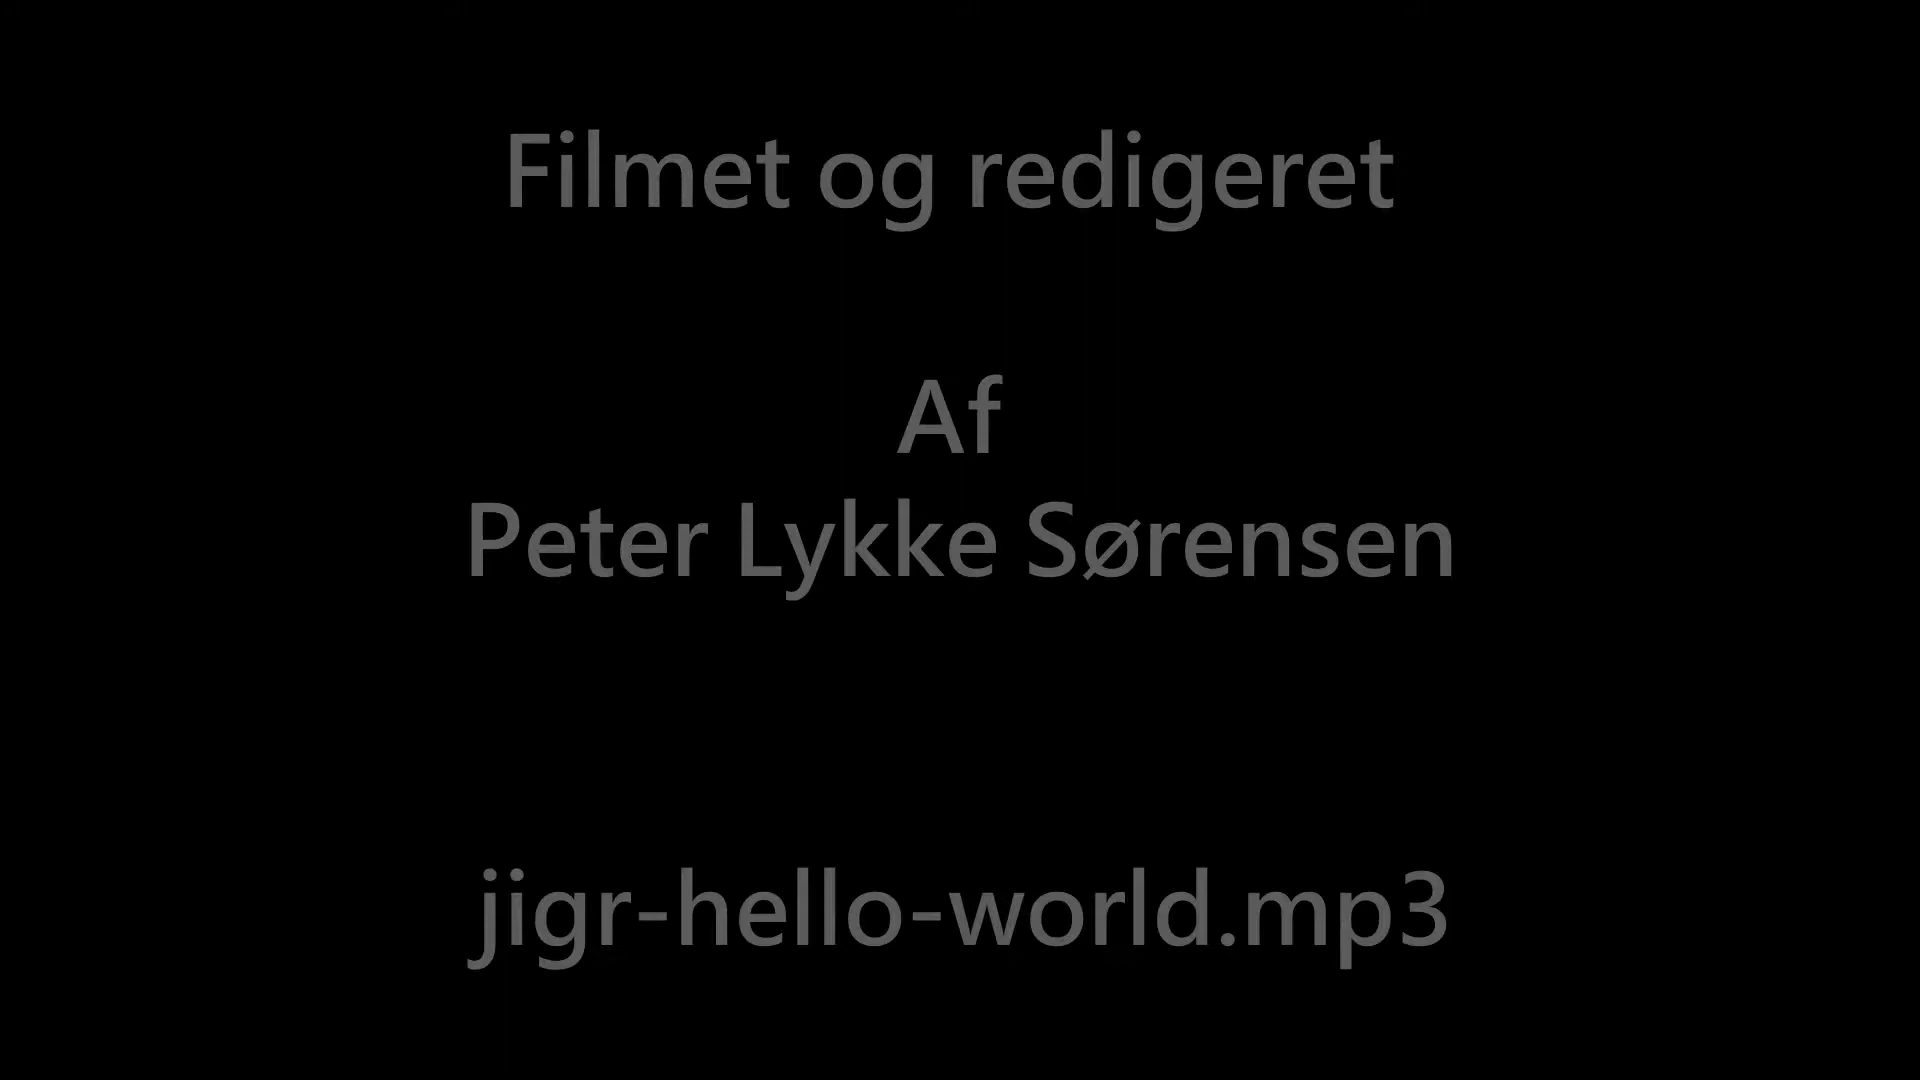 Filmet og redigeret
Af
Peter Lykke Sørensen
jigr-hello-world.mp3